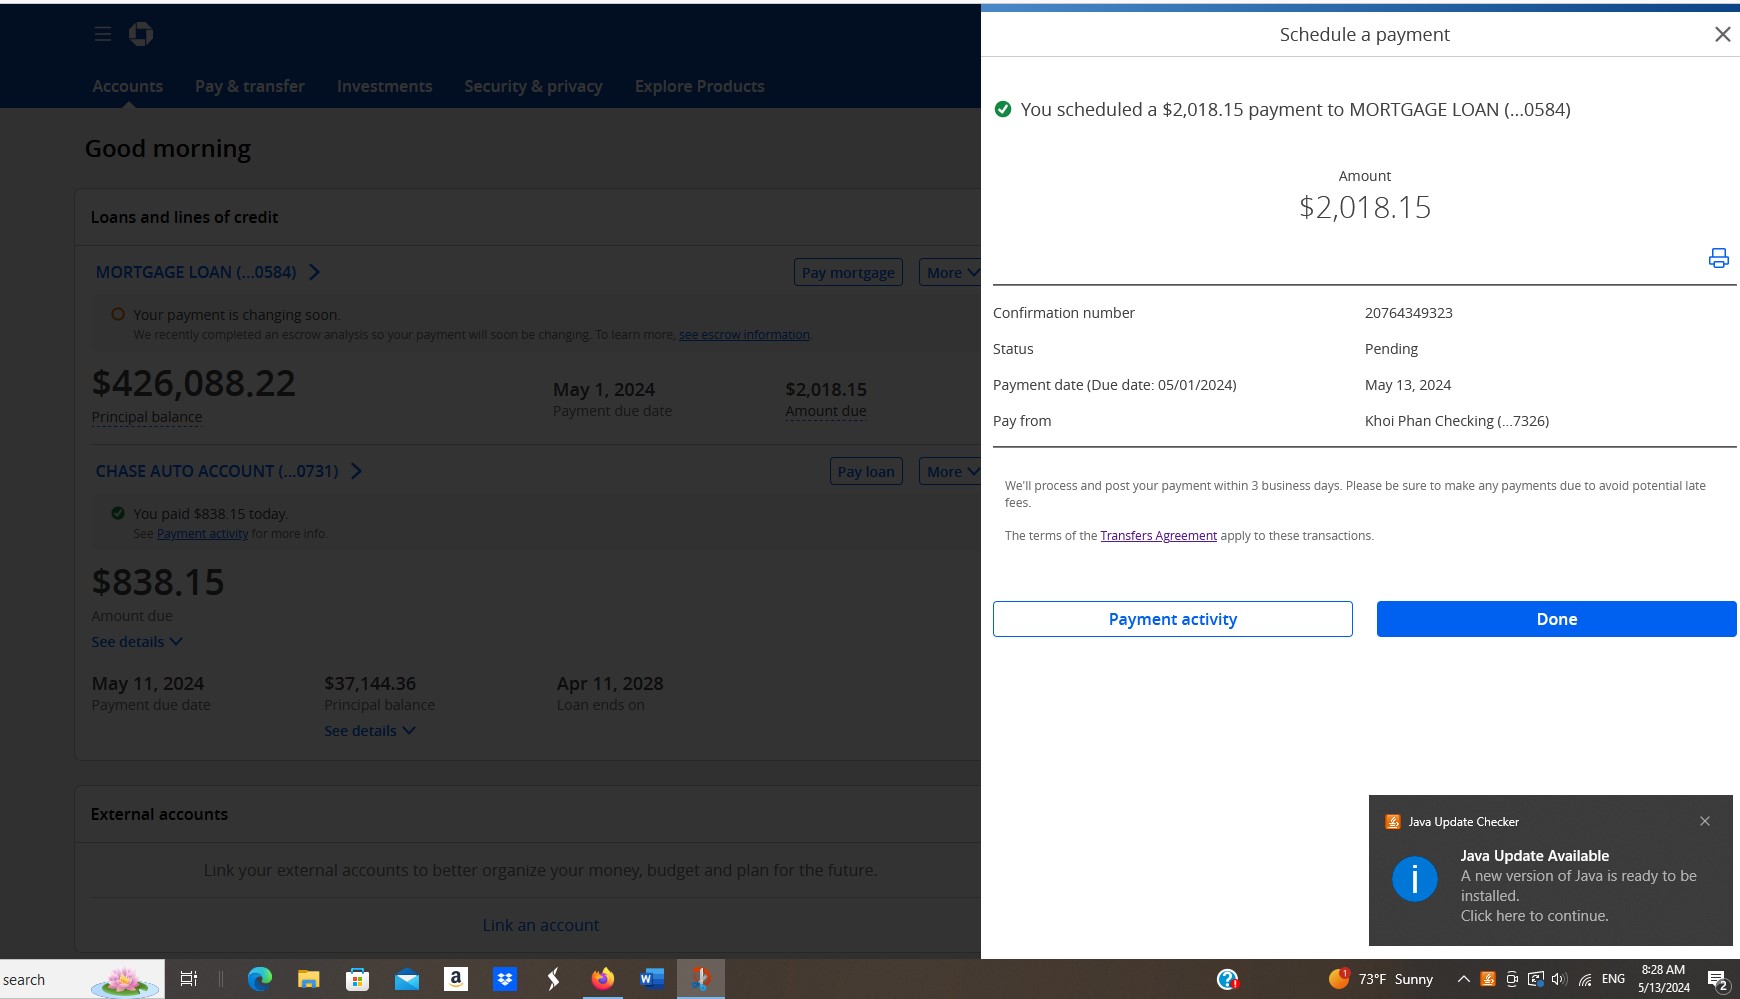 Accounts Pay & transfer Investments Security & privacy Explore Products
Good morning
Loans and lines of credit
MORTGAGE LOAN (...0584)
Pay mortgage More
Your payment is changing soon.
We recently completed an escrow analysis so your payment will soon be changing. To learn more, see escrow information.
$426,088.22
Principal balance
May 1, 2024
Payment due date
$2,018.15
Amount due
CHASE AUTO ACCOUNT (...0731)
Pay loan More
You paid $838.15 today.
See Payment activity for more info.
$838.15
Amount due
See details
May 11, 2024
Payment due date
$37,144.36
Principal balance
See details
Apr 11, 2028
Loan ends on
External accounts
Link your external accounts to better organize your money, budget and plan for the future.
Link an account
Schedule a payment
You scheduled a $2,018.15 payment to MORTGAGE LOAN (...0584)
Amount
$2,018.15
Confirmation number 20764349323
Status Pending
Payment date (Due date: 05/01/2024) May 13, 2024
Pay from Khoi Phan Checking (...7326)
We'll process and post your payment within 3 business days. Please be sure to make any payments due to avoid potential late
fees.
The terms of the Transfers Agreement apply to these transactions.
Payment activity Done
Java Update Checker
Java Update Available
A new version of Java is ready to be
installed.
Click here to continue.
search
a
W
1
73°F Sunny
ENG
8:28 AM
5/13/2024
2